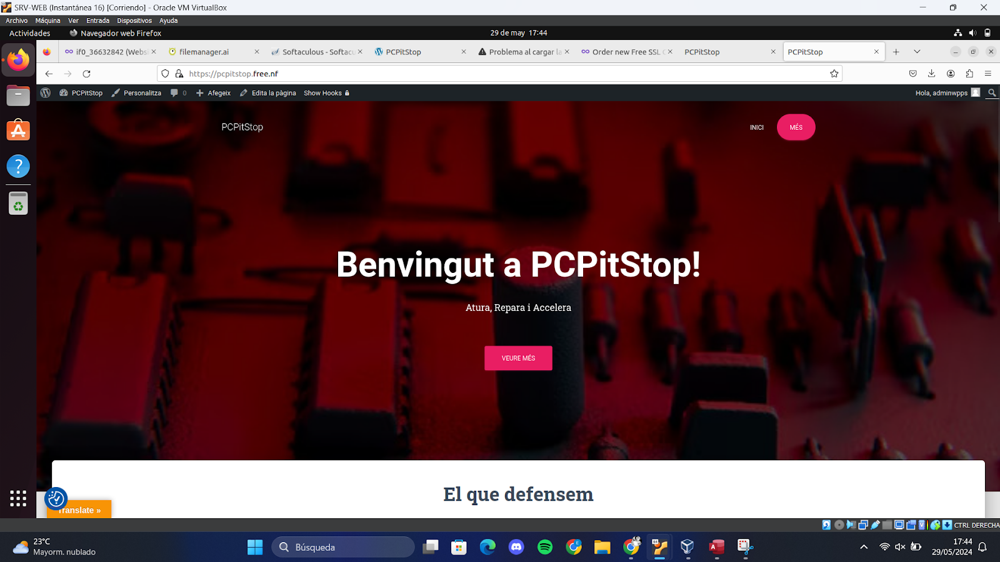 SRV-WEB (Instantánea 16) [Corriendo] - Oracle VM VirtualBox
Archivo Máquina Ver Entrada Dispositivos Ayuda
Actividades Navegador web Firefox 29 de may 17:44
if0_36632842 (Websi filemanager.ai Softaculous - Softacu PCPitStop Problema al cargar la Order new Free SSL C PCPitStop PCPitStop
https://pcpitstop.free.nf
PCPitStop Personalitza 0 Afegeix Edita la pàgina Show Hooks Hola, adminwpps
PCPitStop INICI MÉS
Benvingut a PCPitStop!
Atura, Repara i Accelera
VEURE MÉS
El que defensem
Translate »
CTRL DERECHA
23°C
Mayorm. nublado
Búsqueda
17:44
29/05/2024